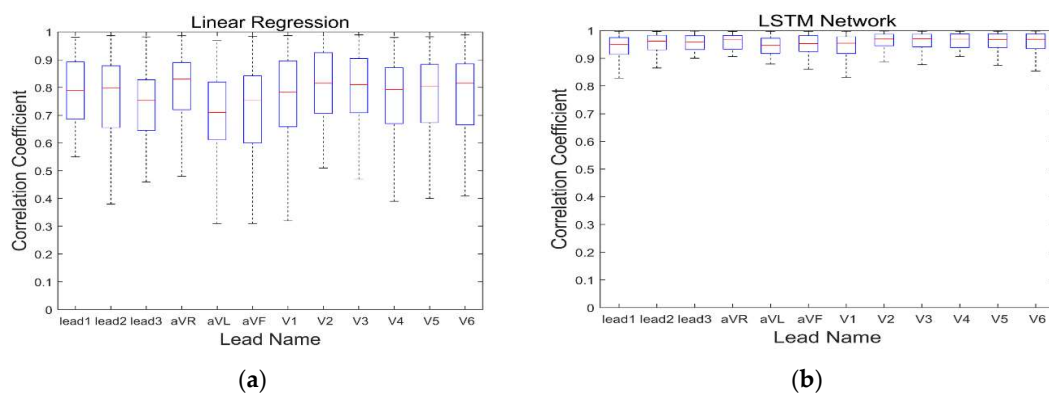 Linear Regression
1
0.9
0.8
0.7
0.6
0.5
0.4
0.3
0.2
0.1
0
Correlation Coefficient
lead1 lead2 lead3 aVR aVL aVF V1 V2 V3 V4 V5 V6
Lead Name
(a)
LSTM Network
1
0.9
0.8
0.7
0.6
0.5
0.4
0.3
0.2
0.1
0
Correlation Coefficient
lead1 lead2 lead3 aVR aVL aVF V1 V2 V3 V4 V5 V6
Lead Name
(b)